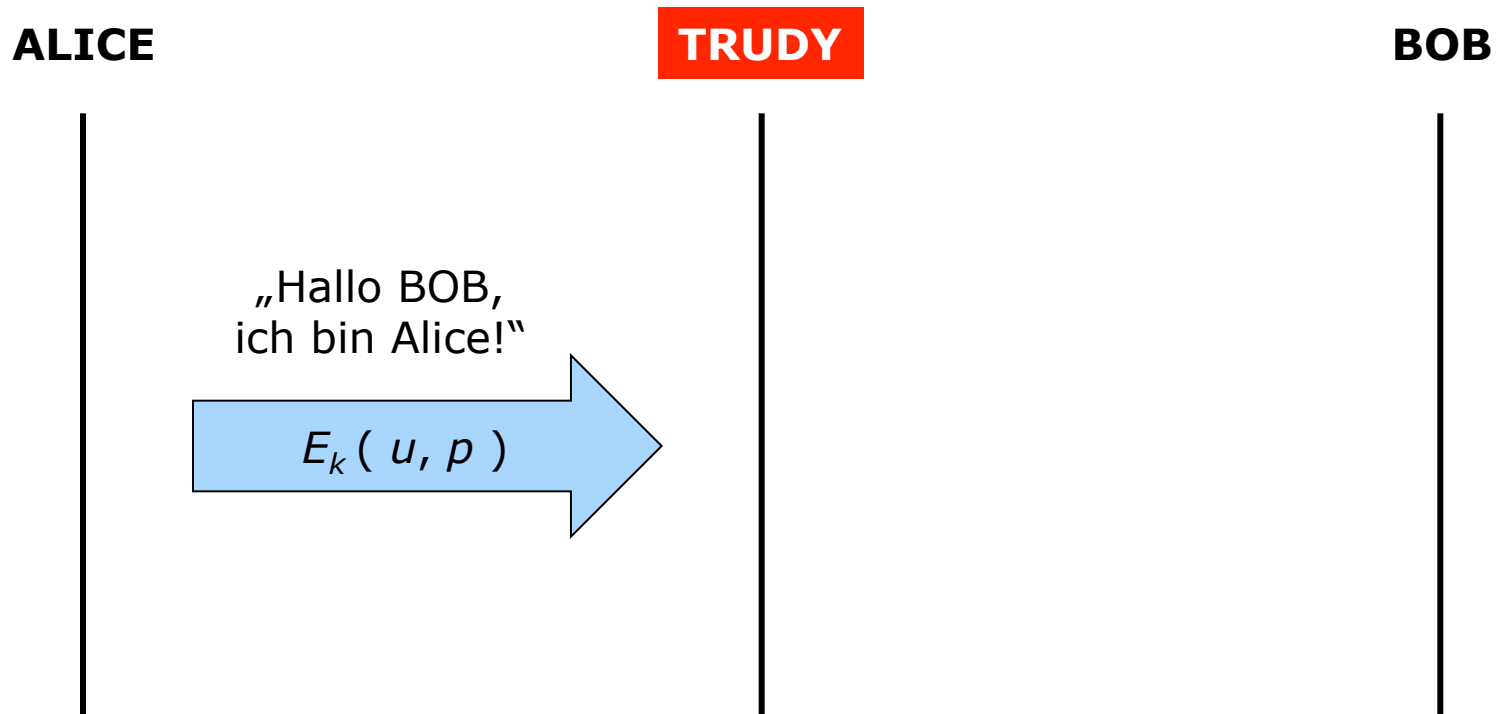 ALICE
TRUDY
BOB
„Hallo BOB,
ich bin Alice!“
Eₖ ( u, p )